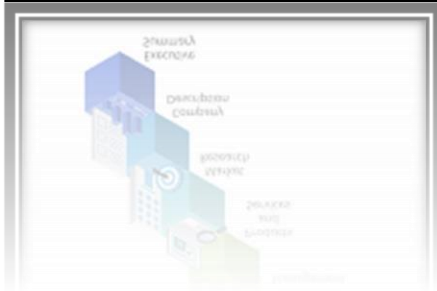 Summary
Executive
Description
Company
Research
Market
Services
and
Products